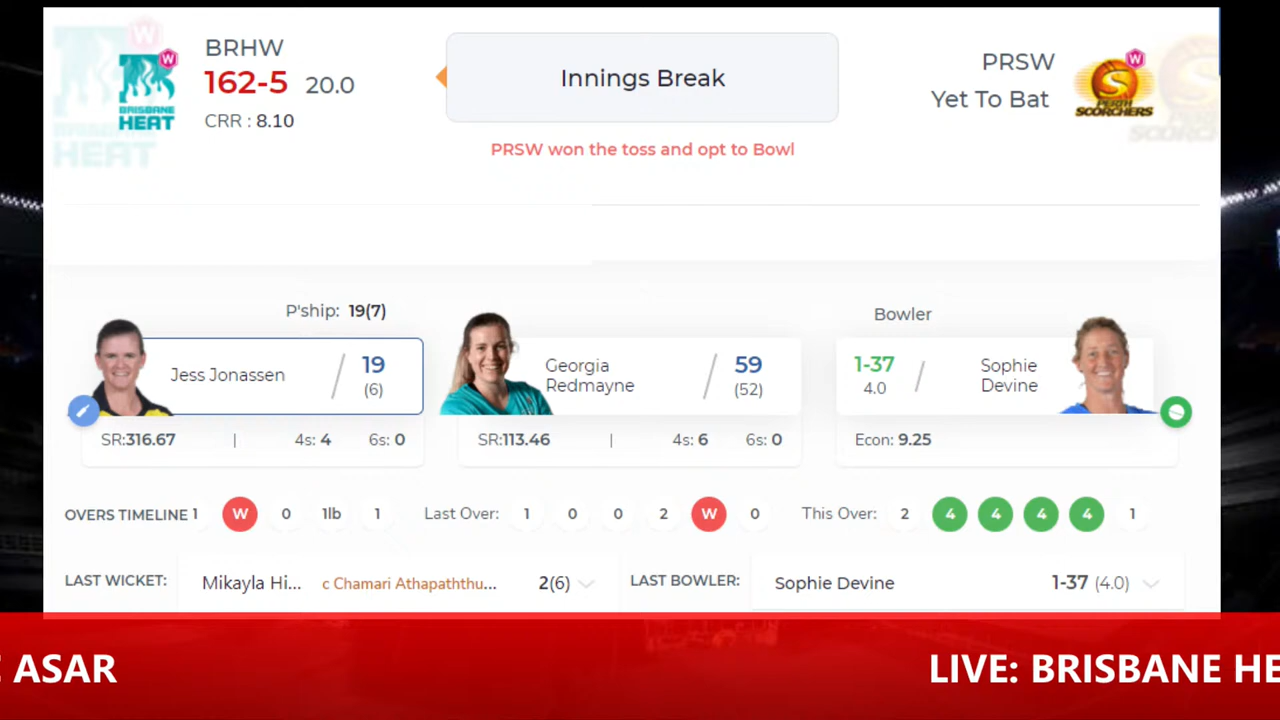 BRHW
162-5 20.0
CRR : 8.10
W
BRISBANE
HEAT
Innings Break
PRSW won the toss and opt to Bowl
PRSW
Yet To Bat
W
PERTH
SCORCHERS
P'ship: 19(7)
Bowler
Jess Jonassen / 19
(6)
Georgia
Redmayne / 59
(52)
1-37
4.0 / Sophie
Devine
SR:316.67 | 4s: 4 6s: 0
SR:113.46 | 4s: 6 6s: 0
Econ: 9.25
OVERS TIMELINE 1 W 0 1lb 1 Last Over: 1 0 0 2 W 0 This Over: 2 4 4 4 4 1
LAST WICKET: Mikayla Hi... c Chamari Athapaththu... 2(6) LAST BOWLER: Sophie Devine 1-37 (4.0)
ASAR LIVE: BRISBANE HE